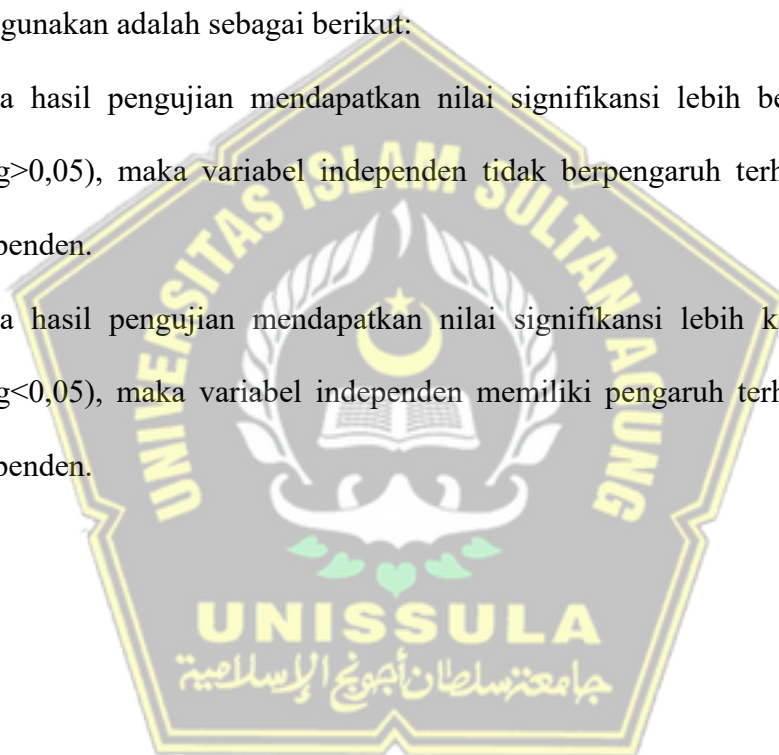 gunakan adalah sebagai berikut:
a hasil pengujian mendapatkan nilai signifikansi lebih be
g>0,05), maka variabel independen tidak berpengaruh terh
penden.
a hasil pengujian mendapatkan nilai signifikansi lebih k
g<0,05), maka variabel independen memiliki pengaruh terh
penden.
UNIVERSITAS ISLAM SULTAN AGUNG
UNISSULA
جامعتسلطان أجونج الإسلامية